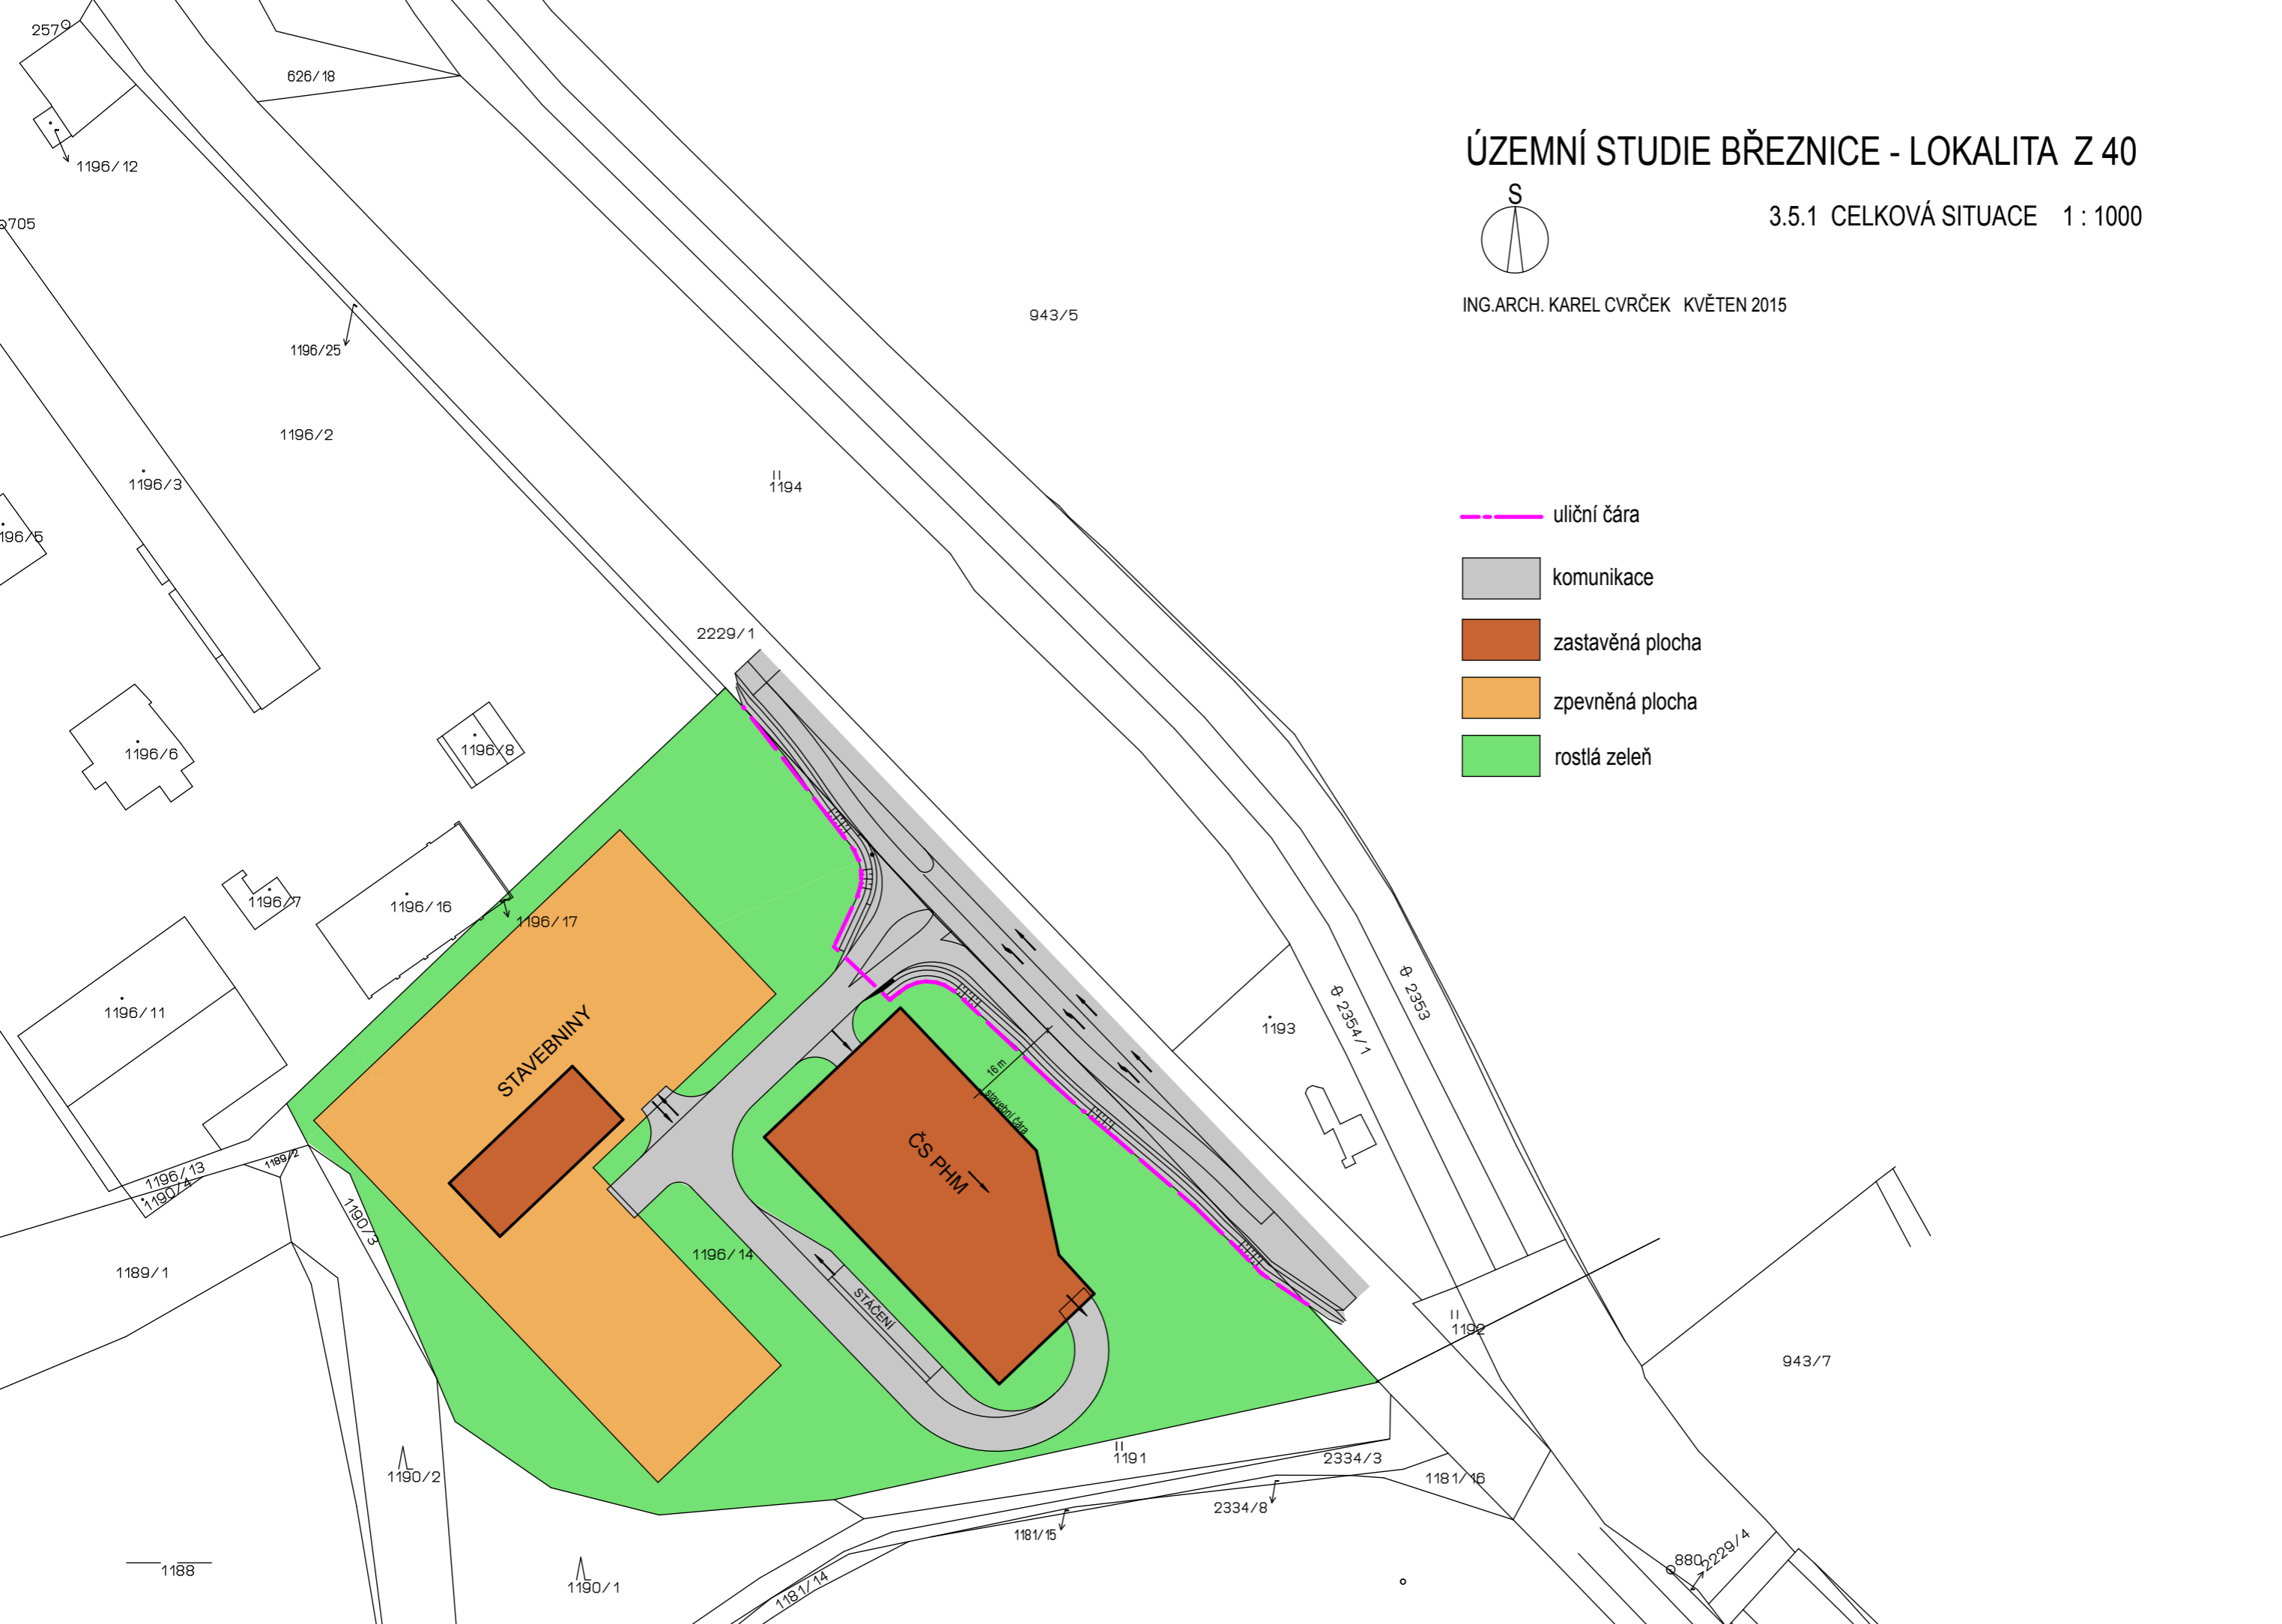 ÚZEMNÍ STUDIE BŘEZNICE - LOKALITA Z 40
S
3.5.1 CELKOVÁ SITUACE 1 : 1000
ING.ARCH. KAREL CVRČEK KVĚTEN 2015
uliční čára
komunikace
zastavěná plocha
zpevněná plocha
rostlá zeleň
257
626/18
1196/12
705
943/5
1196/25
1196/2
1196/3
1194
196/5
2229/1
1196/6
1196/8
1196/7
1196/16
1196/17
1196/11
STAVEBNINY
1193
2354/1
2353
16 m
stavební čára
ČS PHM
1196/13
1189/2
1190/4
1190/3
1196/14
1189/1
STÁČENÍ
1192
943/7
1191
2334/3
1190/2
1181/16
2334/8
1181/15
1188
1190/1
1181/14
880
2229/4